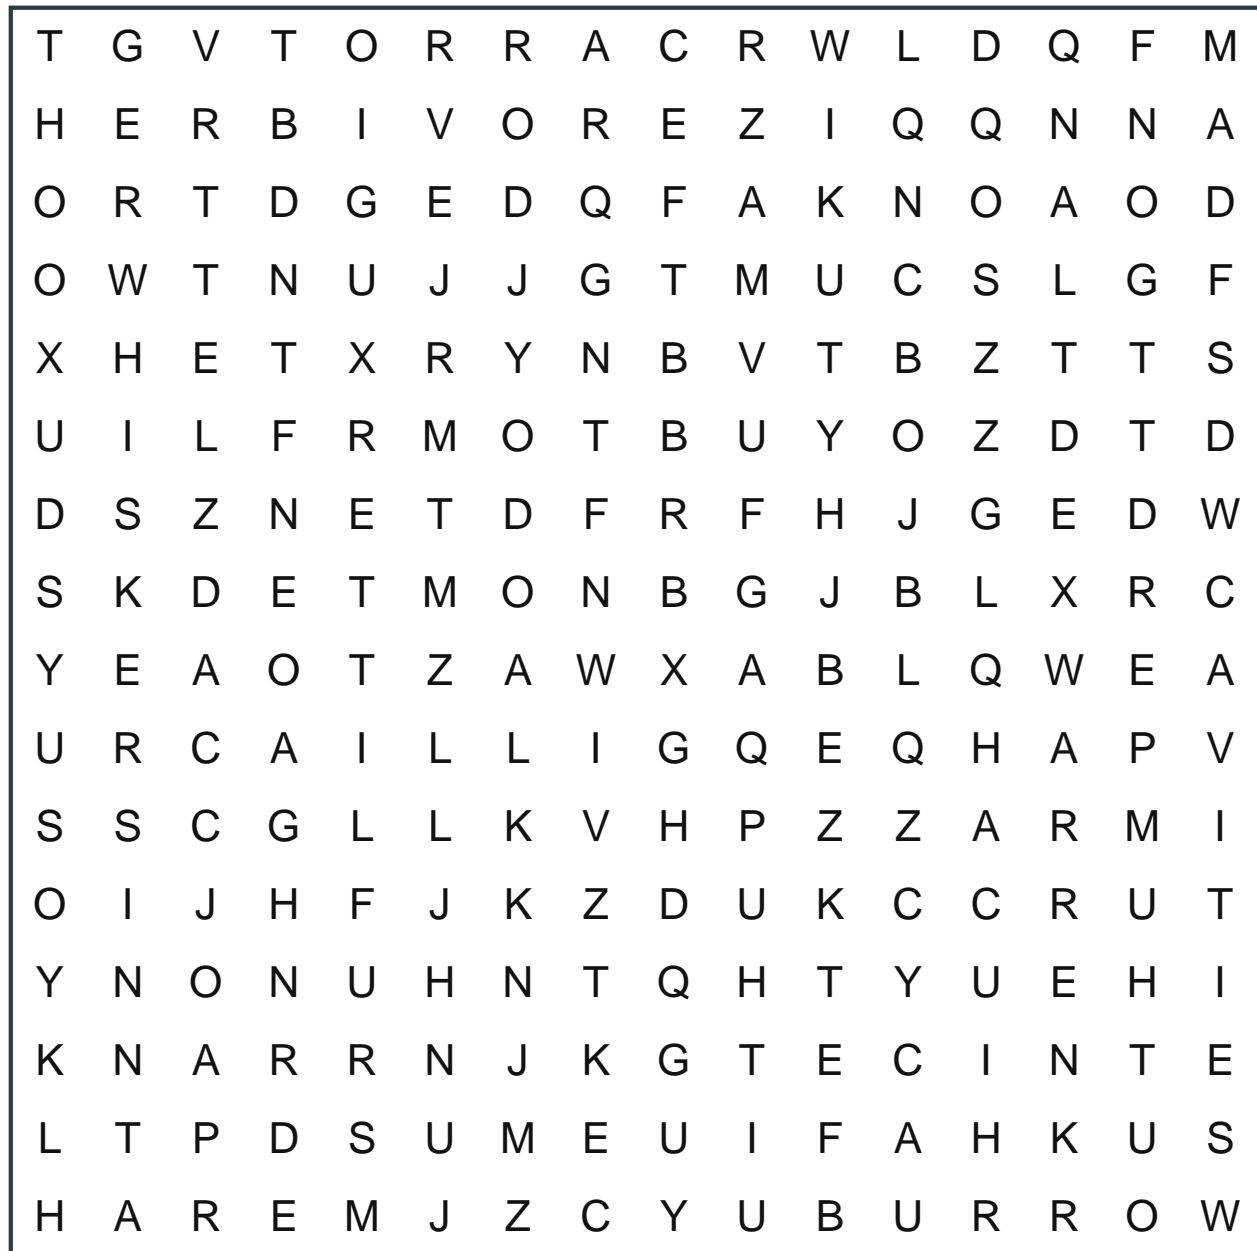 T G V T O R R A C R W L D Q F M
H E R B I V O R E Z I Q Q N N A
O R T D G E D Q F A K N O A O D
O W T N U J J G T M U C S L G F
X H E T X R Y N B V T B Z T T S
U I L F R M O T B U Y O Z D T D
D S Z N E T D F R F H J G E D W
S K D E T M O N B G J B L X R C
Y E A O T Z A W X A B L Q W E A
U R C A I L L I G Q E Q H A P V
S S C G L L K V H P Z Z A R M I
O I J H F J K Z D U K C C R U T
Y N O N U H N T Q H T Y U E H I
K N A R R N J K G T E C I N T E
L T P D S U M E U I F A H K U S
H A R E M J Z C Y U B U R R O W